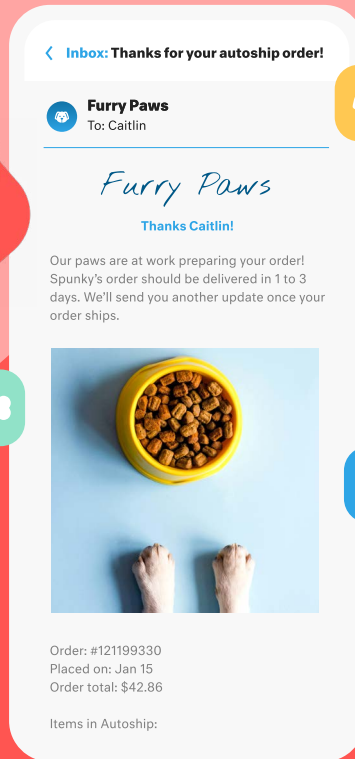 Inbox: Thanks for your autoship order!
Furry Paws
To: Caitlin
Furry Paws
Thanks Caitlin!
Our paws are at work preparing your order!
Spunky’s order should be delivered in 1 to 3
days. We’ll send you another update once your
order ships.
Order: #121199330
Placed on: Jan 15
Order total: $42.86
Items in Autoship: